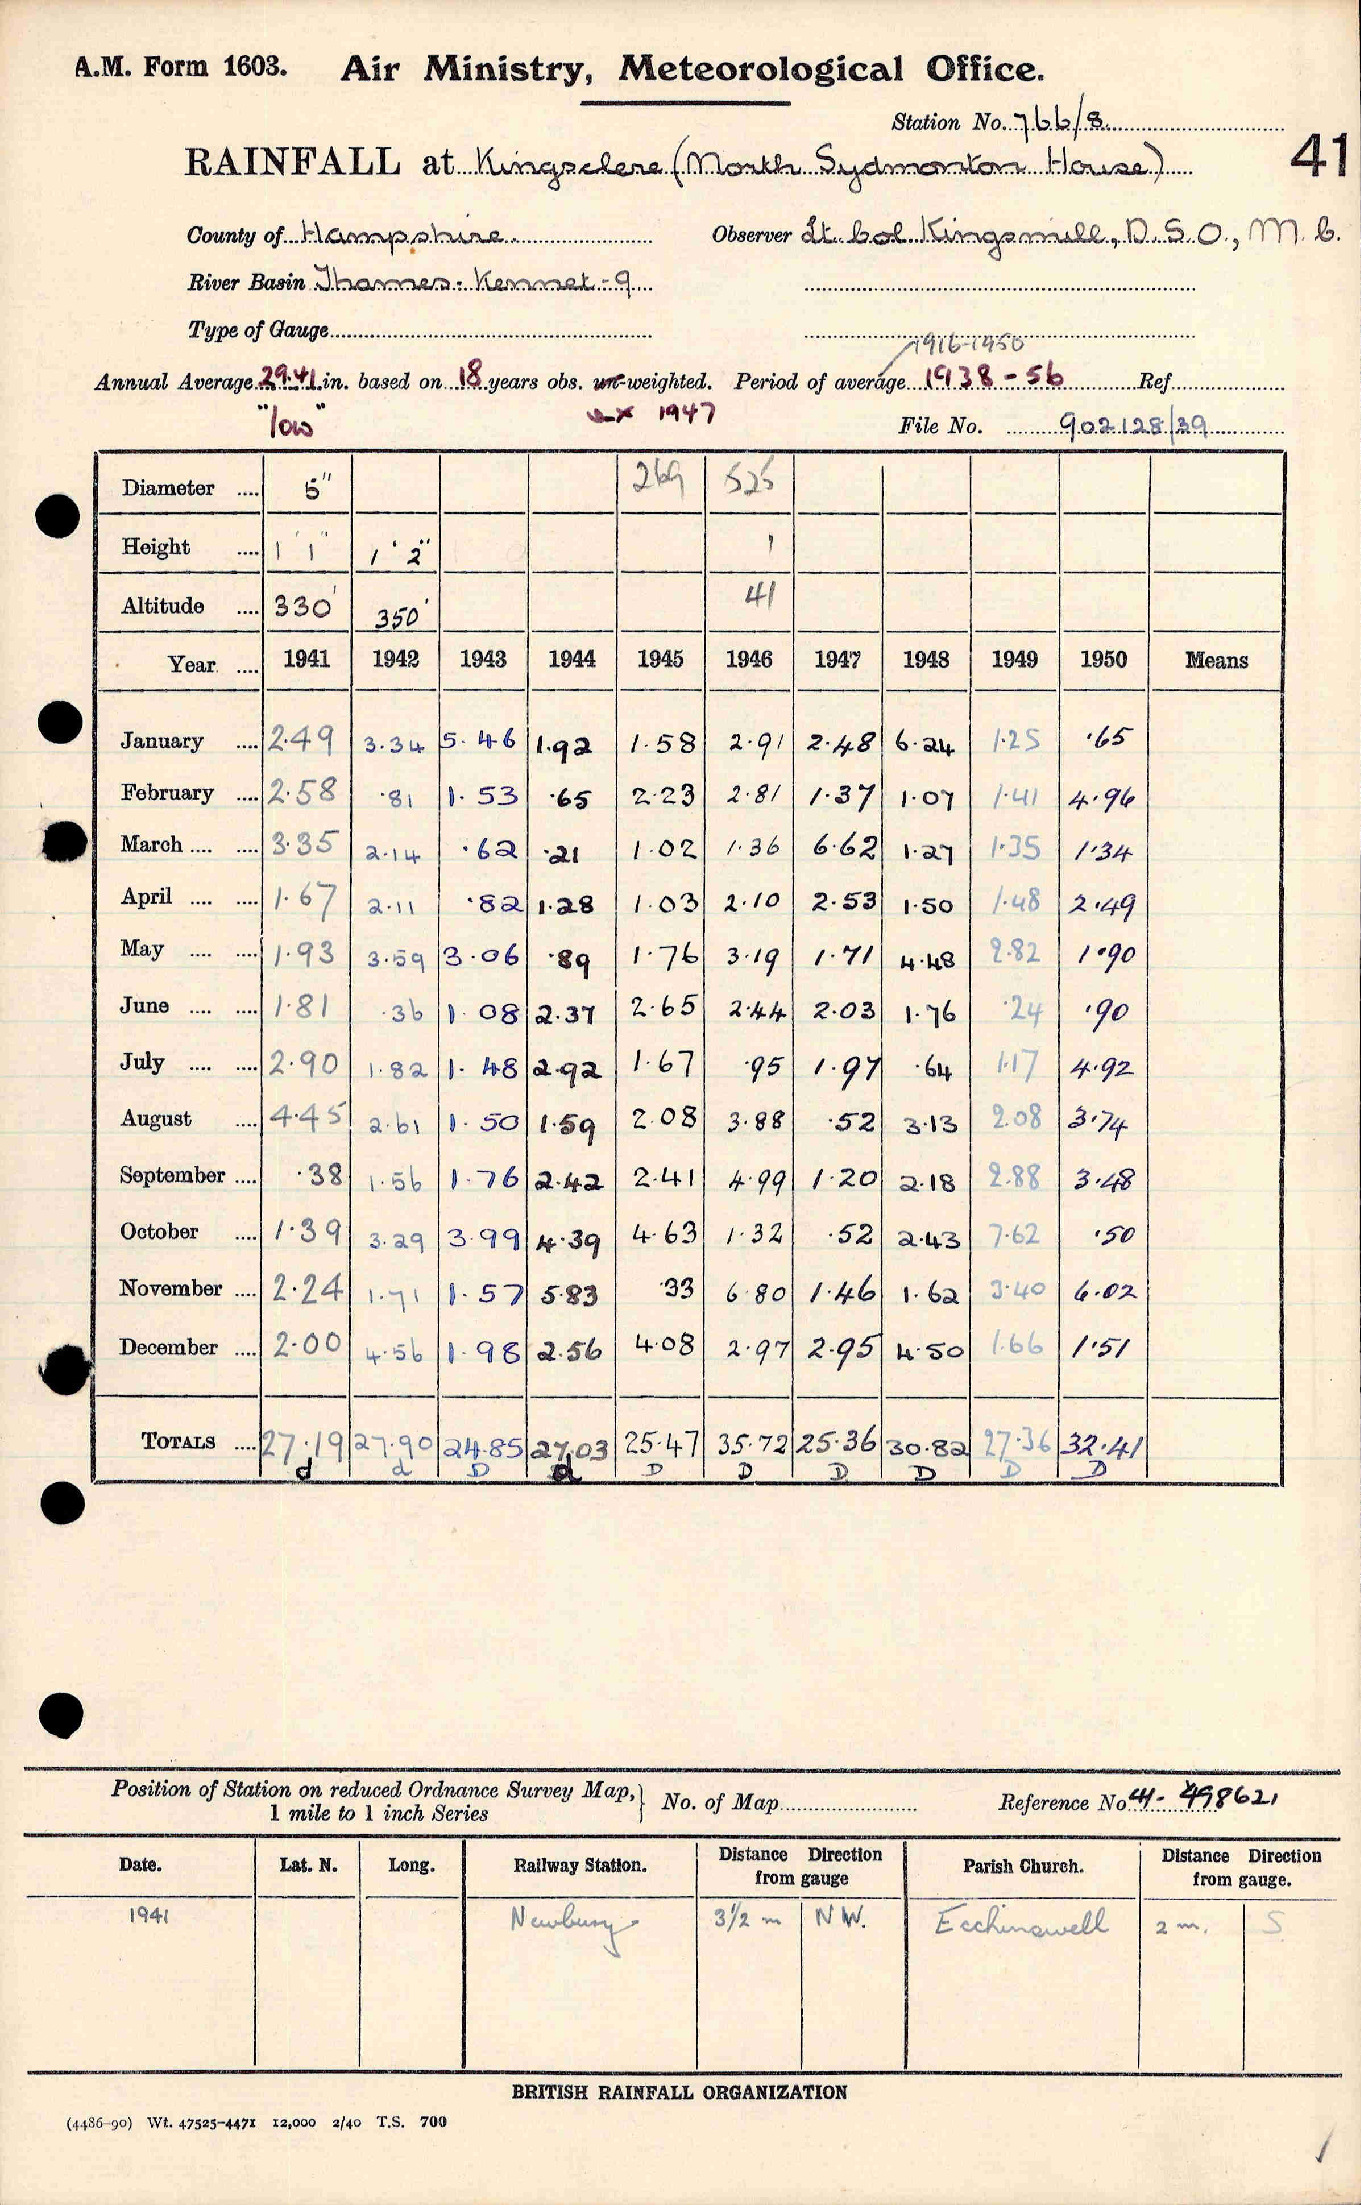 A.M. Form 1603. Air Ministry, Meteorological Office.
Station No. 766/8
41
RAINFALL at Kingsclere (North Sydmonton House)
County of Hampshire. Observer Lt. Col Kingsmill, D.S.O., M.C.
River Basin Thames-Kennet-9
Type of Gauge
1916-1950
Annual Average 29.41 in. based on 18 years obs. un-weighted. Period of average 1938-56 Ref.
"low" 1947
File No. 902128/39
Diameter .... 5" 269 525
Height .... 1' 1" 1' 2" 1
Altitude .... 330' 350' 41
Year .... 1941 1942 1943 1944 1945 1946 1947 1948 1949 1950 Means
January .... 2.49 3.34 5.46 1.92 1.58 2.91 2.48 6.24 1.25 .65
February .... 2.58 .81 1.53 .65 2.23 2.81 1.37 1.07 1.41 4.96
March .... .... 3.35 2.14 .62 .21 1.02 1.36 6.62 1.27 1.35 1.34
April .... .... 1.67 2.11 .82 1.28 1.03 2.10 2.53 1.50 1.48 2.49
May .... .... 1.93 3.59 3.06 .89 1.76 3.19 1.71 4.48 2.82 1.90
June .... .... 1.81 .36 1.08 2.37 2.65 2.44 2.03 1.76 .24 .90
July .... .... 2.90 1.82 1.48 2.92 1.67 .95 1.97 .64 1.17 4.92
August .... 4.45 2.61 1.50 1.59 2.08 3.88 .52 3.13 2.08 3.74
September .... .38 1.56 1.76 2.42 2.41 4.99 1.20 2.18 2.88 3.48
October .... 1.39 3.29 3.99 4.39 4.63 1.32 .52 2.43 7.62 .50
November .... 2.24 1.71 1.57 5.83 .33 6.80 1.46 1.62 3.40 6.02
December .... 2.00 4.56 1.98 2.56 4.08 2.97 2.95 4.50 1.66 1.51
TOTALS .... 27.19 27.90 24.85 27.03 25.47 35.72 25.36 30.82 27.36 32.41
d d D d D D D D D D
Position of Station on reduced Ordnance Survey Map,} No. of Map Reference No. 41-498621
1 mile to 1 inch Series
Date. Lat. N. Long. Railway Station. Distance Direction from gauge Parish Church. Distance Direction from gauge.
1941 Newbury 3 1/2 m NW. Ecchinswell 2 m. S
BRITISH RAINFALL ORGANIZATION
(4486-90) Wt. 47525-4471 12,000 2/40 T.S. 700